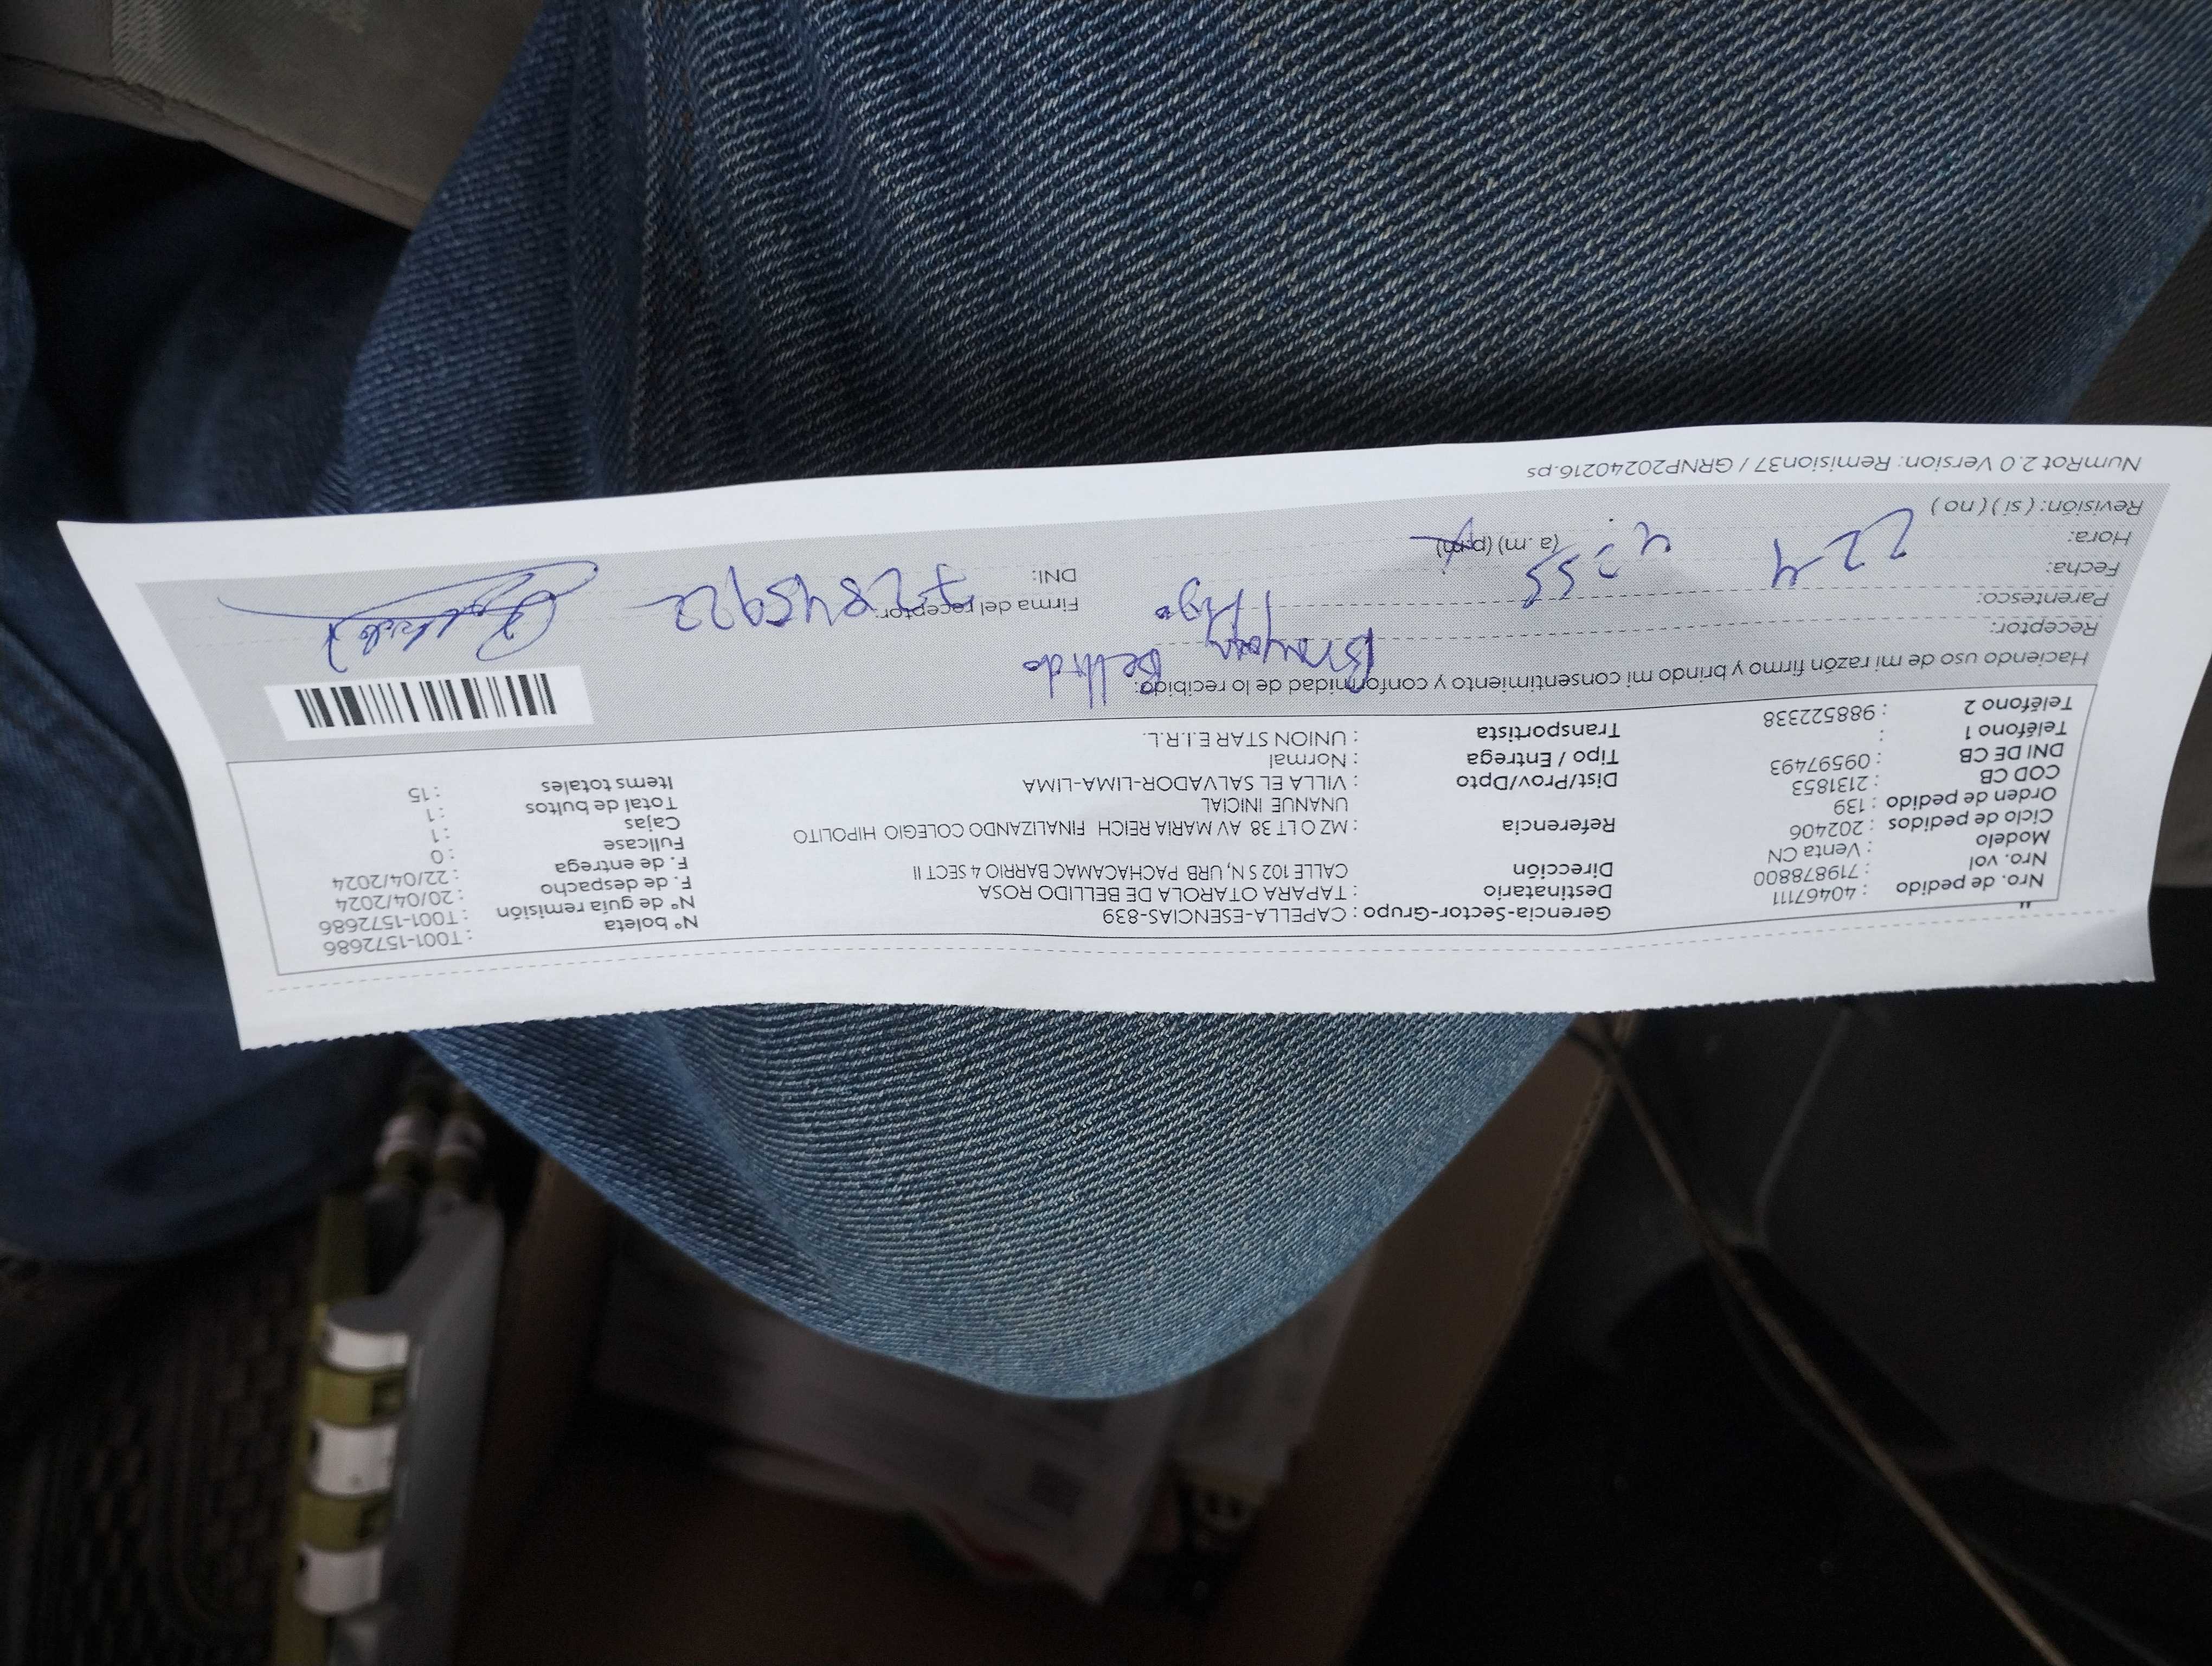 Nro. de pedido : 40467111
Nro. vol : 719878800
Modelo : Venta CN
Ciclo de pedidos : 202406
Orden de pedido : 139
COD CB : 2131853
DNI DE CB : 09597493
Teléfono 1 :
Teléfono 2 : 988522338
Gerencia-Sector-Grupo : CAPELLA-ESENCIAS-839
Destinatario : TAPARA OTAROLA DE BELLIDO ROSA
Dirección CALLE 102 S N, URB PACHACAMAC BARRIO 4 SECT II
Referencia : MZ O LT 38 AV MARIA REICH FINALIZANDO COLEGIO HIPOLITO
UNANUE INICIAL
Dist/Prov/Dpto : VILLA EL SALVADOR-LIMA-LIMA
Tipo / Entrega : Normal
Transportista : UNION STAR E.I.R.L.
N° boleta : T001-1572686
N° de guía remisión : T001-1572686
F. de despacho : 20/04/2024
F. de entrega : 22/04/2024
Fullcase : 0
Cajas : 1
Total de bultos : 1
Items totales : 15
Haciendo uso de mi razón firmo y brindo mi consentimiento y conformidad de lo recibido:
Receptor: Brayan Bellido
Parentesco: Hijo
Fecha: 22 4
Hora: 4:55 (a.m) (p.m)
Revisión: ( si ) ( no )
Firma del receptor:
DNI: 72845922
NumRot 2.0 Version: Remision37 / GRNP20240216.ps